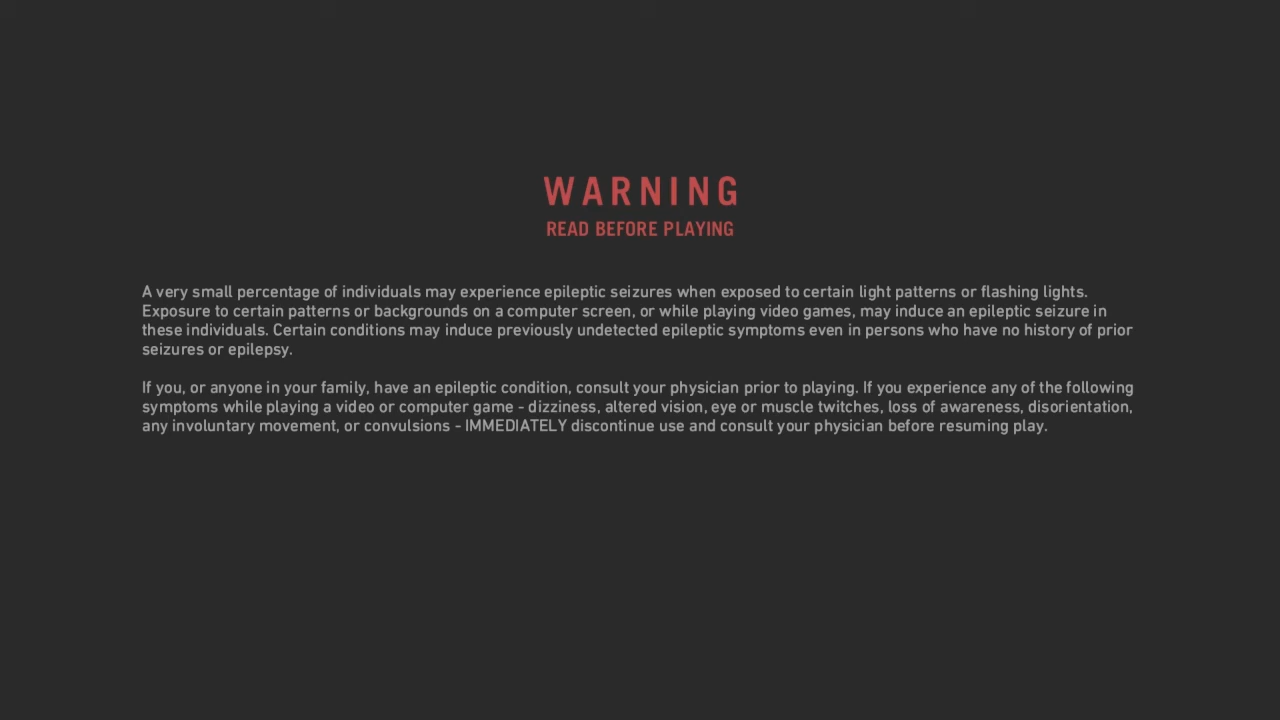 WARNING
READ BEFORE PLAYING
A very small percentage of individuals may experience epileptic seizures when exposed to certain light patterns or flashing lights.
Exposure to certain patterns or backgrounds on a computer screen, or while playing video games, may induce an epileptic seizure in
these individuals. Certain conditions may induce previously undetected epileptic symptoms even in persons who have no history of prior
seizures or epilepsy.
If you, or anyone in your family, have an epileptic condition, consult your physician prior to playing. If you experience any of the following
symptoms while playing a video or computer game - dizziness, altered vision, eye or muscle twitches, loss of awareness, disorientation,
any involuntary movement, or convulsions - IMMEDIATELY discontinue use and consult your physician before resuming play.